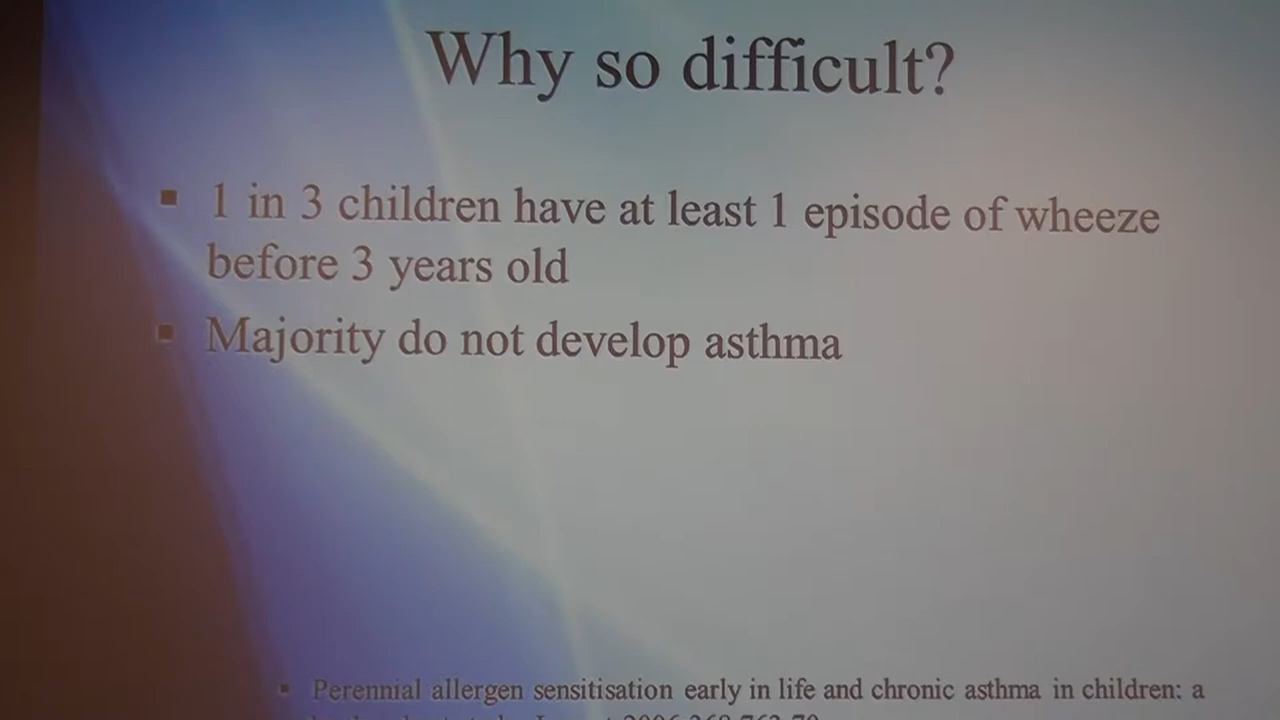 Why so difficult?
▪ 1 in 3 children have at least 1 episode of wheeze
before 3 years old
▪ Majority do not develop asthma
▪ Perennial allergen sensitisation early in life and chronic asthma in children: a